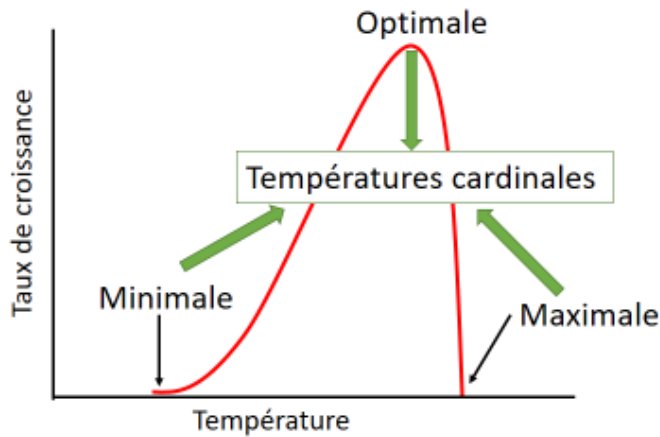 Optimale
Taux de croissance
Températures cardinales
Minimale
Maximale
Température